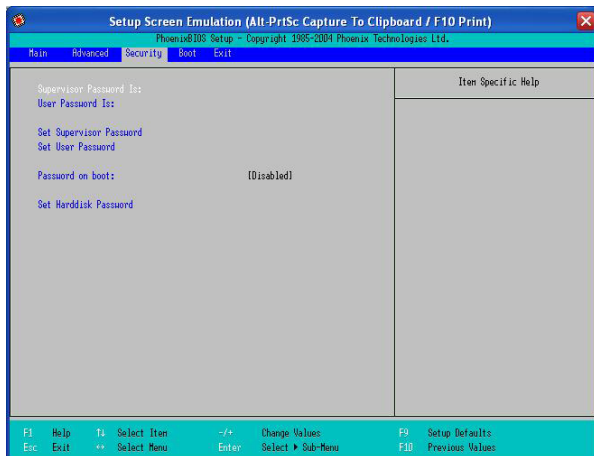 Setup Screen Emulation (Alt-PrtSc Capture To Clipboard / F10 Print)
PhoenixBIOS Setup - Copyright 1985-2004 Phoenix Technologies Ltd.
Main Advanced Security Boot Exit
Item Specific Help
Supervisor Password Is:
User Password Is:
Set Supervisor Password
Set User Password
Password on boot: [Disabled]
Set Harddisk Password
F1 Help ↑↓ Select Item -/+ Change Values F9 Setup Defaults
Esc Exit ↔ Select Menu Enter Select ▶ Sub-Menu F10 Previous Values